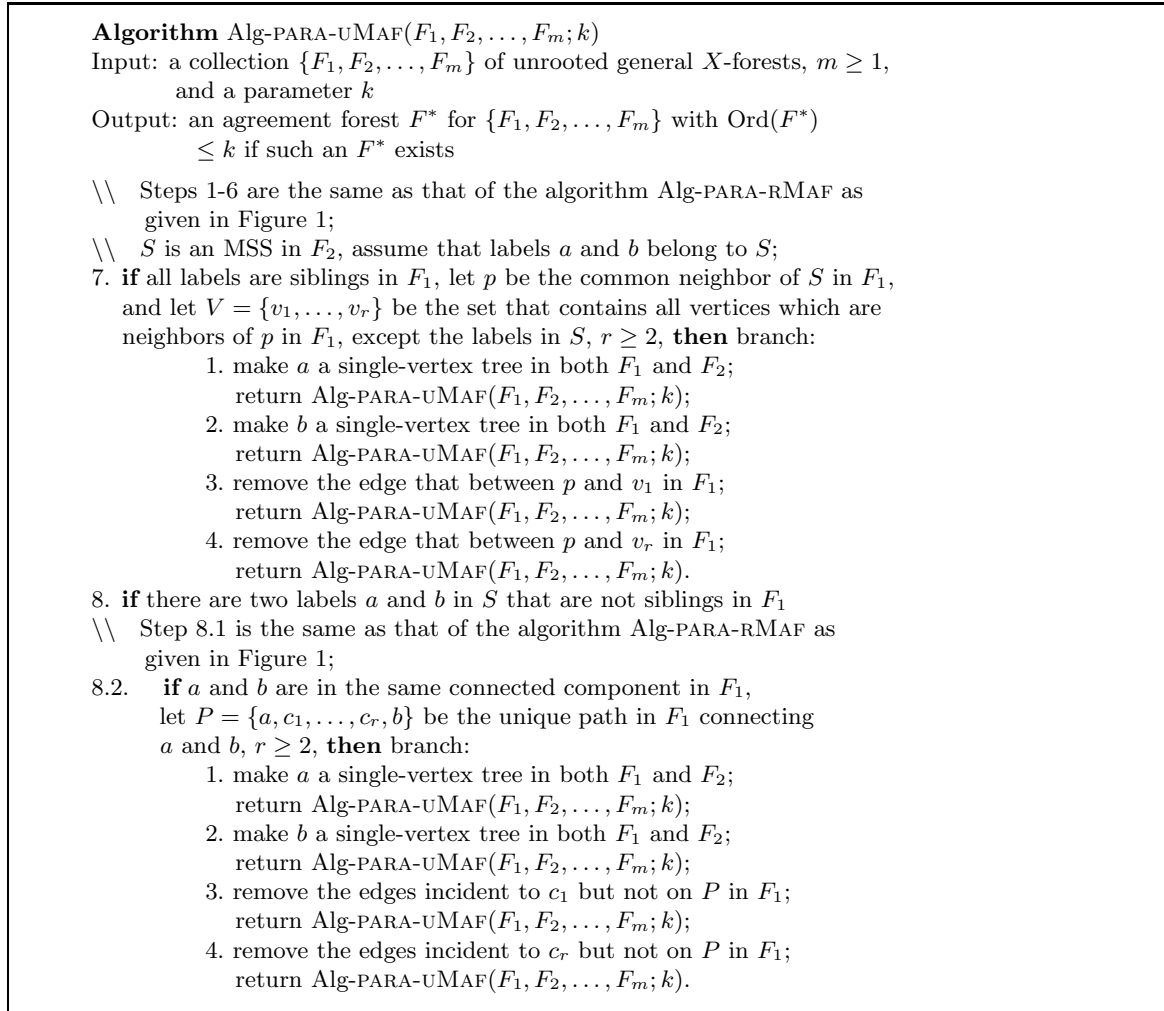 Algorithm Alg-PARA-UMAF(F₁, F₂, . . . , Fₘ; k)
Input: a collection {F₁, F₂, . . . , Fₘ} of unrooted general X-forests, m ≥ 1,
and a parameter k
Output: an agreement forest F* for {F₁, F₂, . . . , Fₘ} with Ord(F*)
≤ k if such an F* exists
\\ Steps 1-6 are the same as that of the algorithm Alg-PARA-RMAF as
given in Figure 1;
\\ S is an MSS in F₂, assume that labels a and b belong to S;
7. if all labels are siblings in F₁, let p be the common neighbor of S in F₁,
and let V = {v₁, . . . , vᵣ} be the set that contains all vertices which are
neighbors of p in F₁, except the labels in S, r ≥ 2, then branch:
1. make a a single-vertex tree in both F₁ and F₂;
return Alg-PARA-UMAF(F₁, F₂, . . . , Fₘ; k);
2. make b a single-vertex tree in both F₁ and F₂;
return Alg-PARA-UMAF(F₁, F₂, . . . , Fₘ; k);
3. remove the edge that between p and v₁ in F₁;
return Alg-PARA-UMAF(F₁, F₂, . . . , Fₘ; k);
4. remove the edge that between p and vᵣ in F₁;
return Alg-PARA-UMAF(F₁, F₂, . . . , Fₘ; k).
8. if there are two labels a and b in S that are not siblings in F₁
\\ Step 8.1 is the same as that of the algorithm Alg-PARA-RMAF as
given in Figure 1;
8.2. if a and b are in the same connected component in F₁,
let P = {a, c₁, . . . , cᵣ, b} be the unique path in F₁ connecting
a and b, r ≥ 2, then branch:
1. make a a single-vertex tree in both F₁ and F₂;
return Alg-PARA-UMAF(F₁, F₂, . . . , Fₘ; k);
2. make b a single-vertex tree in both F₁ and F₂;
return Alg-PARA-UMAF(F₁, F₂, . . . , Fₘ; k);
3. remove the edges incident to c₁ but not on P in F₁;
return Alg-PARA-UMAF(F₁, F₂, . . . , Fₘ; k);
4. remove the edges incident to cᵣ but not on P in F₁;
return Alg-PARA-UMAF(F₁, F₂, . . . , Fₘ; k).